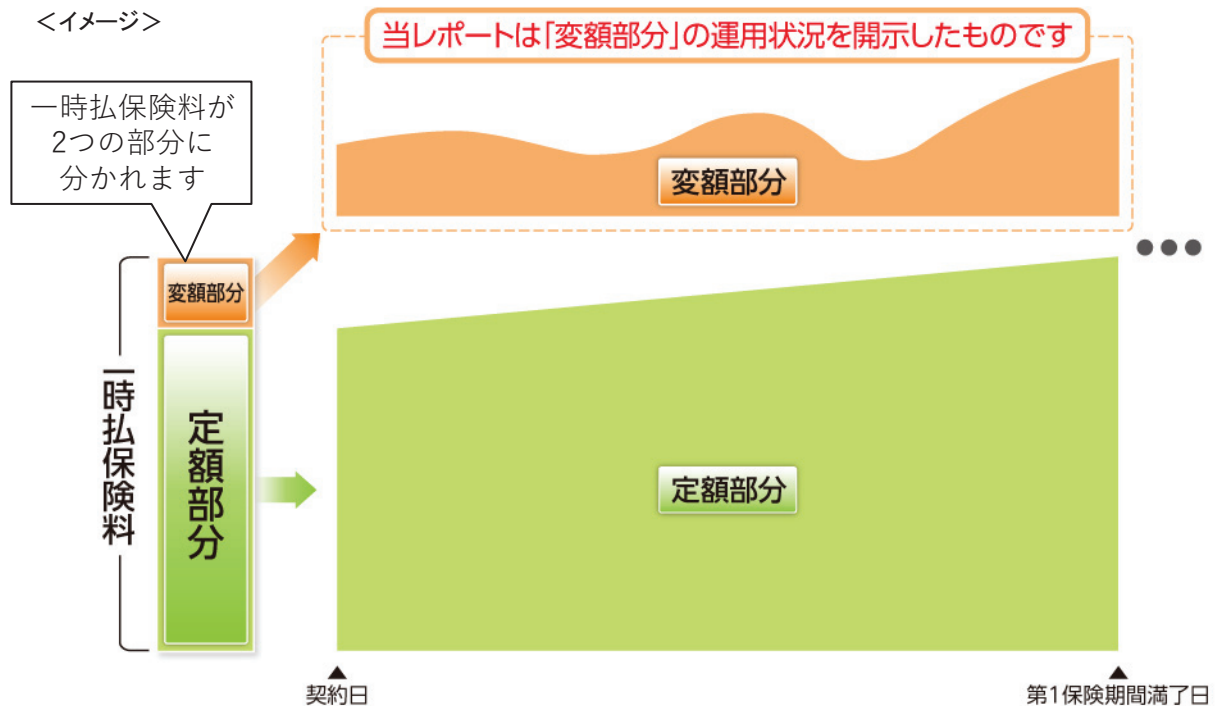 ＜イメージ＞
当レポートは「変額部分」の運用状況を開示したものです
一時払保険料が
2つの部分に
分かれます
変額部分
変額部分
一時払保険料
定額部分
定額部分
契約日
第1保険期間満了日